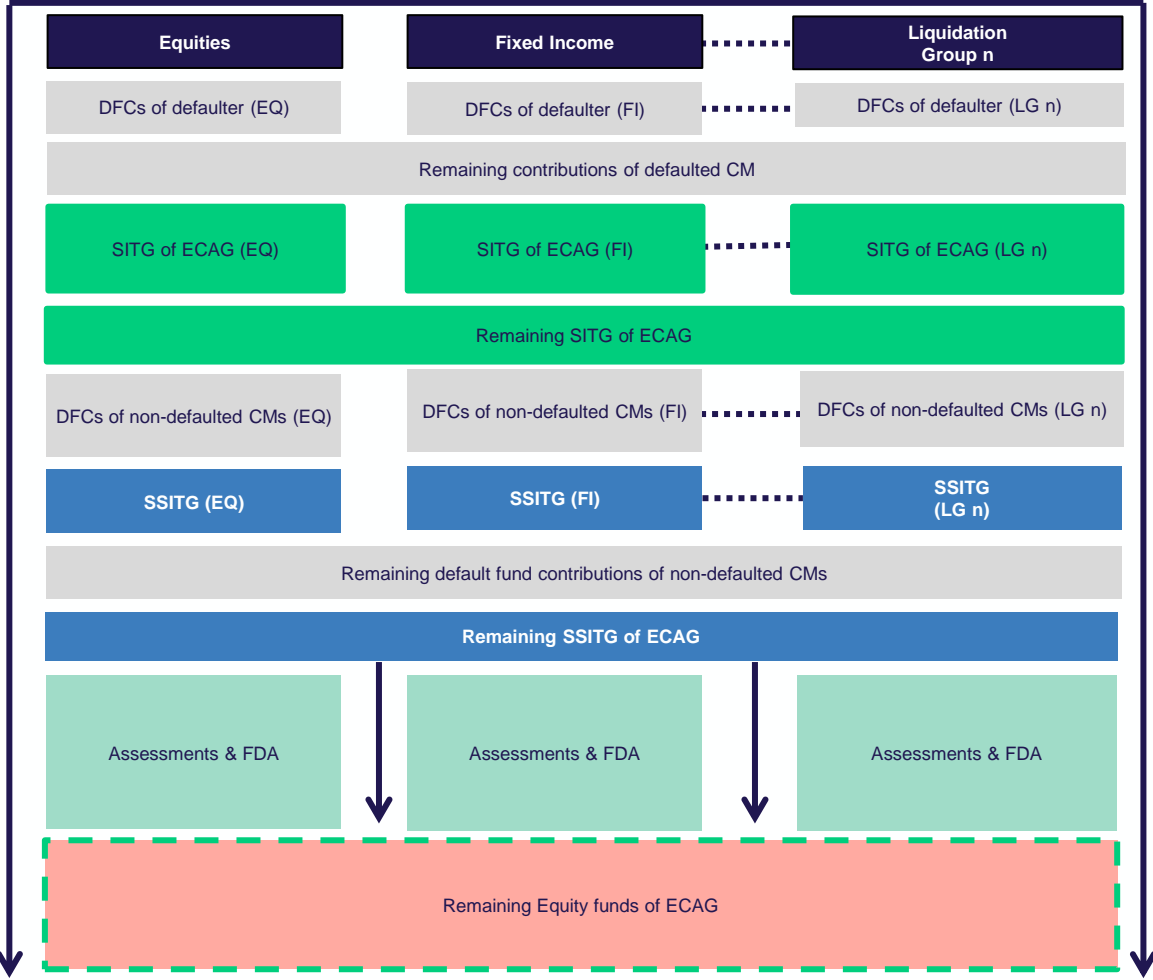 Equities
Fixed Income
Liquidation
Group n
DFCs of defaulter (EQ)
DFCs of defaulter (FI)
DFCs of defaulter (LG n)
Remaining contributions of defaulted CM
SITG of ECAG (EQ)
SITG of ECAG (FI)
SITG of ECAG (LG n)
Remaining SITG of ECAG
DFCs of non-defaulted CMs (EQ)
DFCs of non-defaulted CMs (FI)
DFCs of non-defaulted CMs (LG n)
SSITG (EQ)
SSITG (FI)
SSITG
(LG n)
Remaining default fund contributions of non-defaulted CMs
Remaining SSITG of ECAG
Assessments & FDA
Assessments & FDA
Assessments & FDA
Remaining Equity funds of ECAG